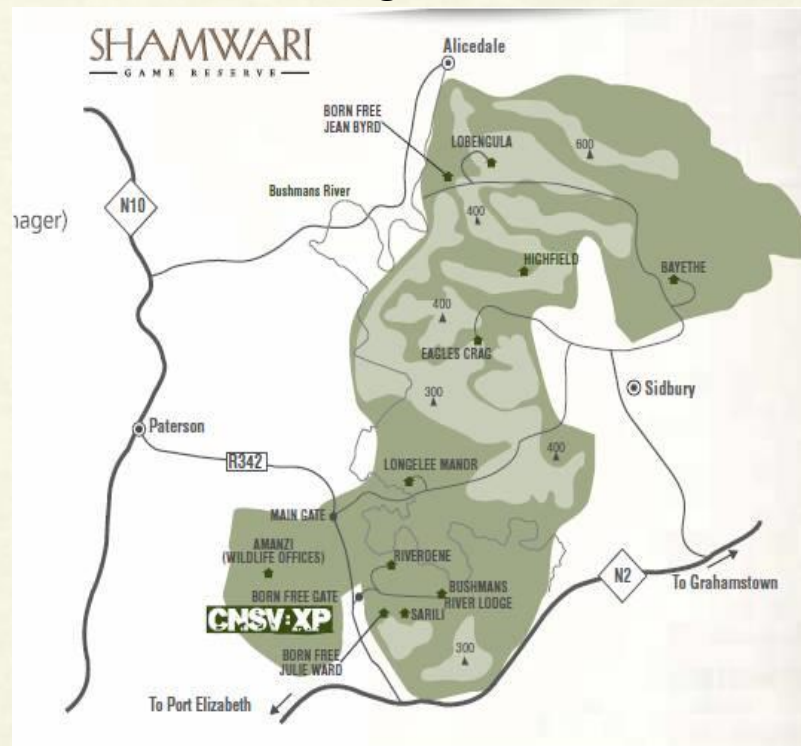 SHAMWARI
GAME RESERVE
Alicedale
BORN FREE
JEAN BYRD
LOBENGULA
600
N10
Bushmans River
nager)
400
HIGHFIELD
BAYETHE
400
EAGLES CRAG
Sidbury
300
Paterson
400
R342
LONGELEE MANOR
MAIN GATE
AMANZI
(WILDLIFE OFFICES)
RIVERDENE
N2
To Grahamstown
BORN FREE GATE
BUSHMANS
RIVER LODGE
CNSV:XP
SARILI
BORN FREE
JULIE WARD
300
To Port Elizabeth